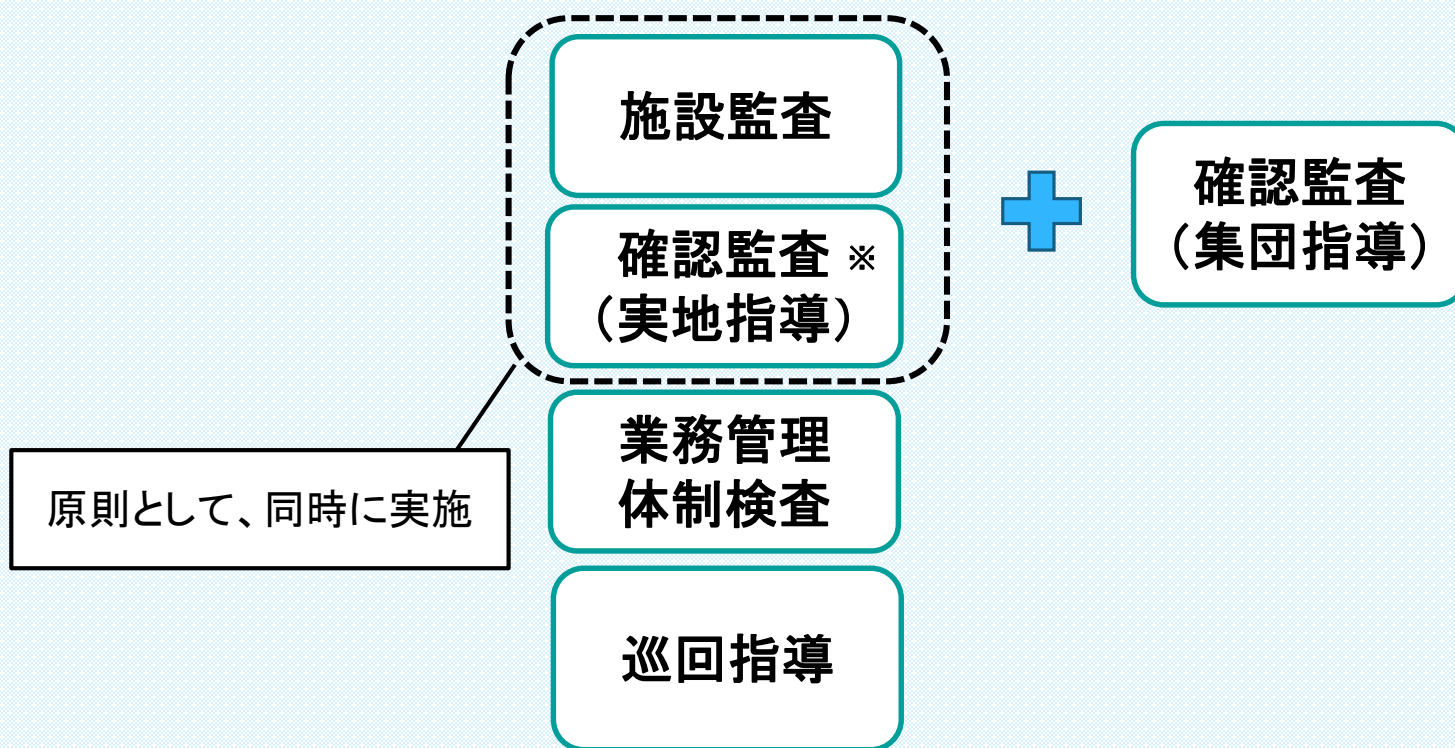 施設監査
確認監査 ※
（実地指導）
業務管理
体制検査
巡回指導
原則として、同時に実施
確認監査
（集団指導）